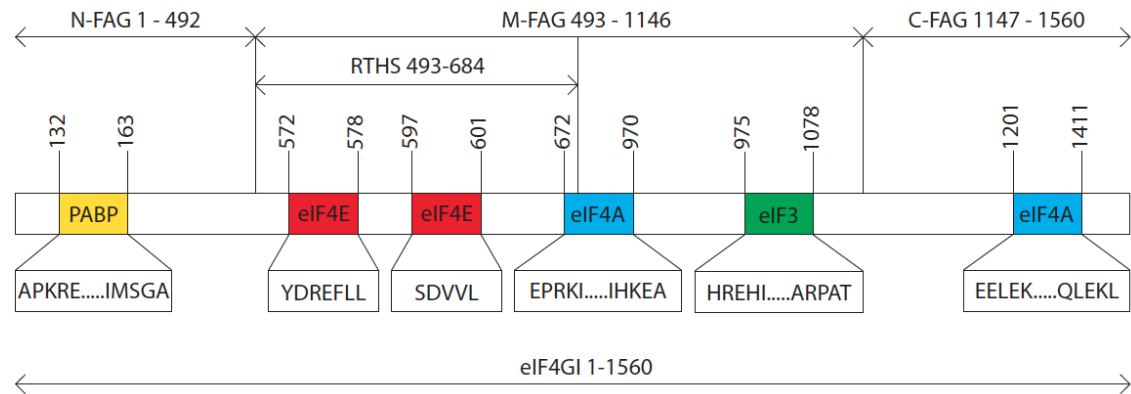 N-FAG 1 - 492 M-FAG 493 - 1146 C-FAG 1147 - 1560
RTHS 493-684
132 163 572 578 597 601 672 970 975 1078 1201 1411
PABP eIF4E eIF4E eIF4A eIF3 eIF4A
APKRE.....IMSGA YDREFLL SDVVL EPRKI.....IHKEA HREHI.....ARPAT EELEK.....QLEKL
eIF4GI 1-1560